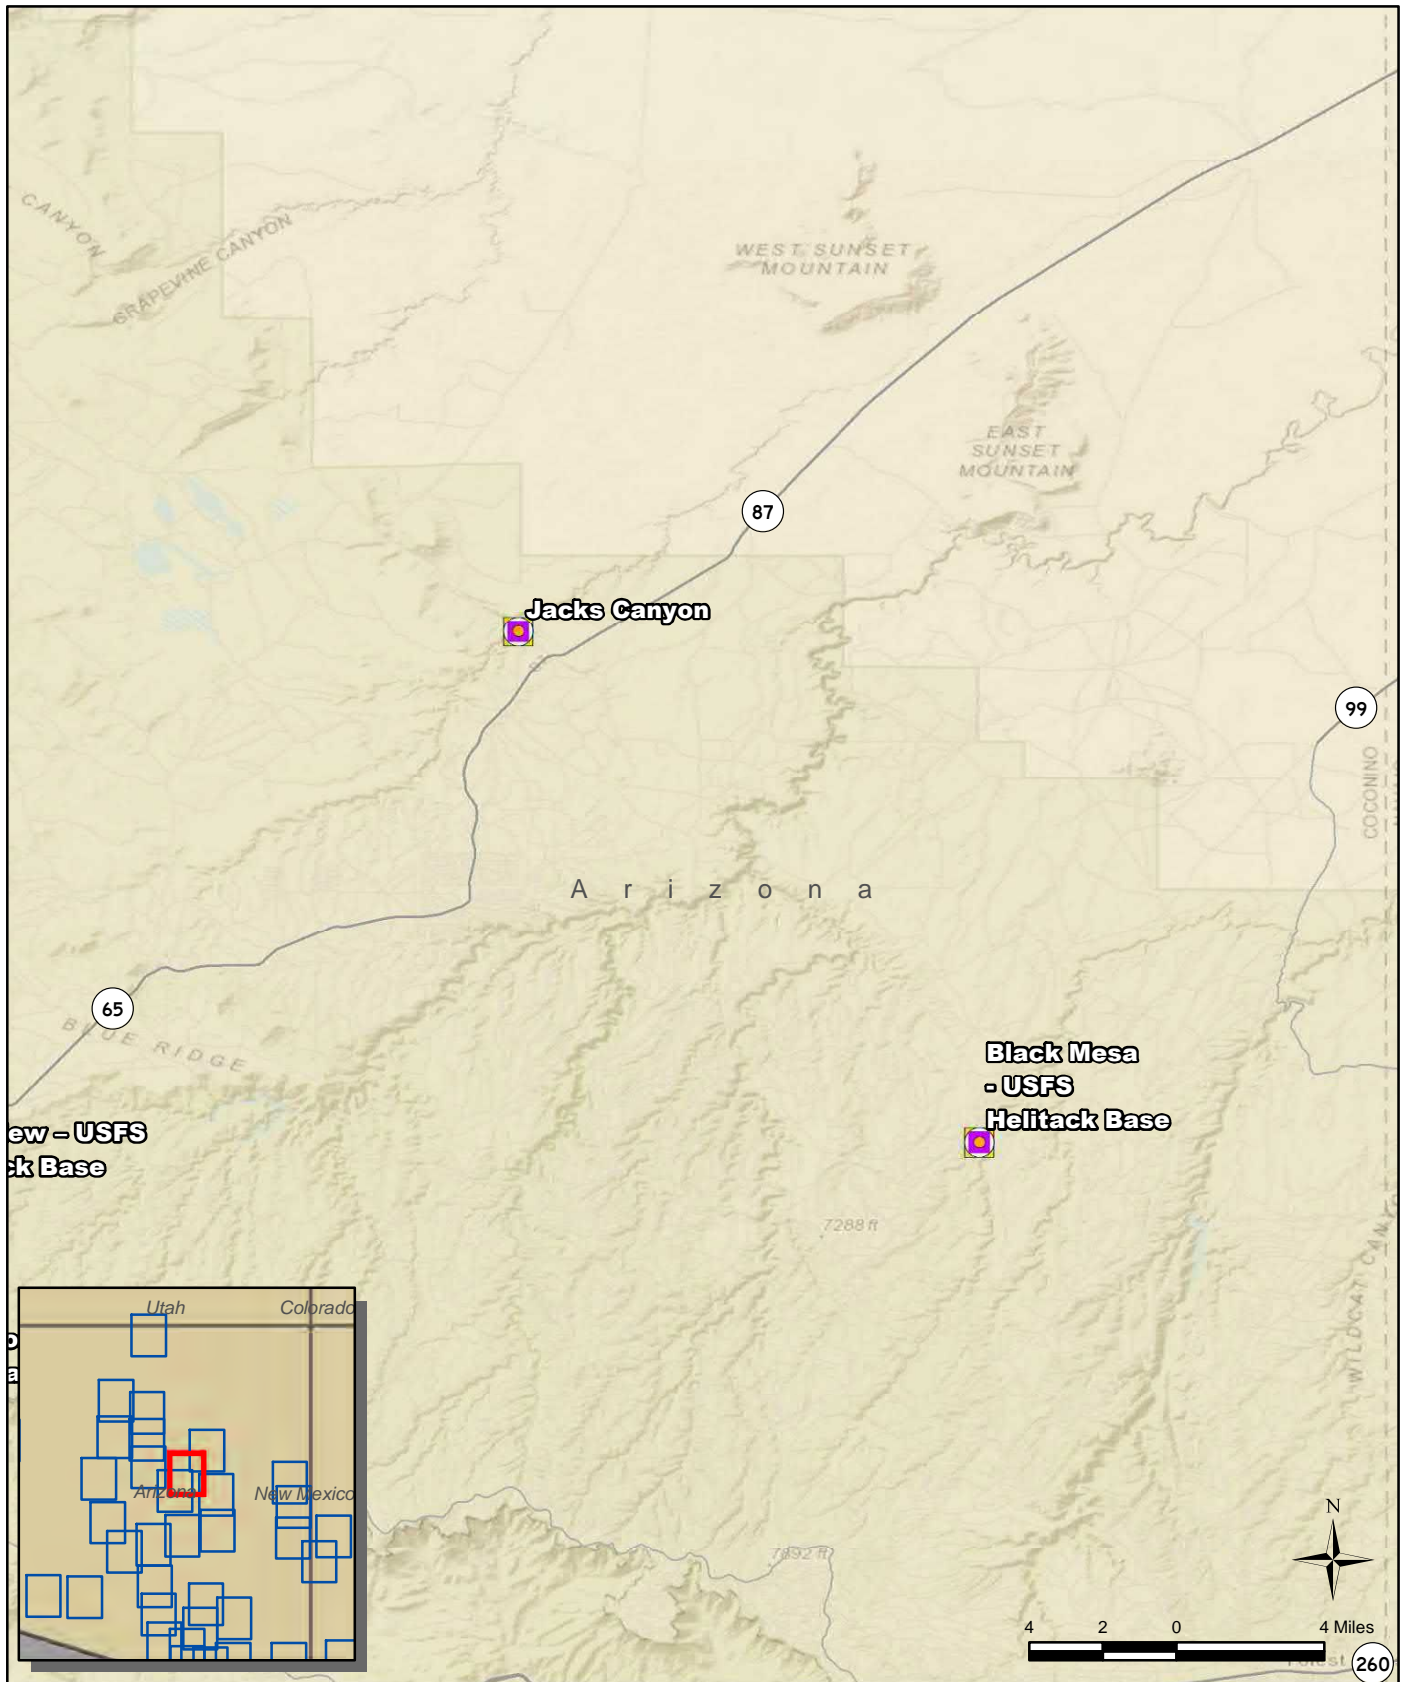 CANYON
GRAPEVINE CANYON
WEST SUNSET
MOUNTAIN
EAST
SUNSET
MOUNTAIN
87
Jacks Canyon
99
COCONINO
Arizona
65
BLUE RIDGE
Black Mesa
- USFS
Helitack Base
ew – USFS
ck Base
7288 ft
WILDCAT CAN
Utah
Colorado
Arizona
New Mexico
7892 ft
N
4 2 0 4 Miles
260